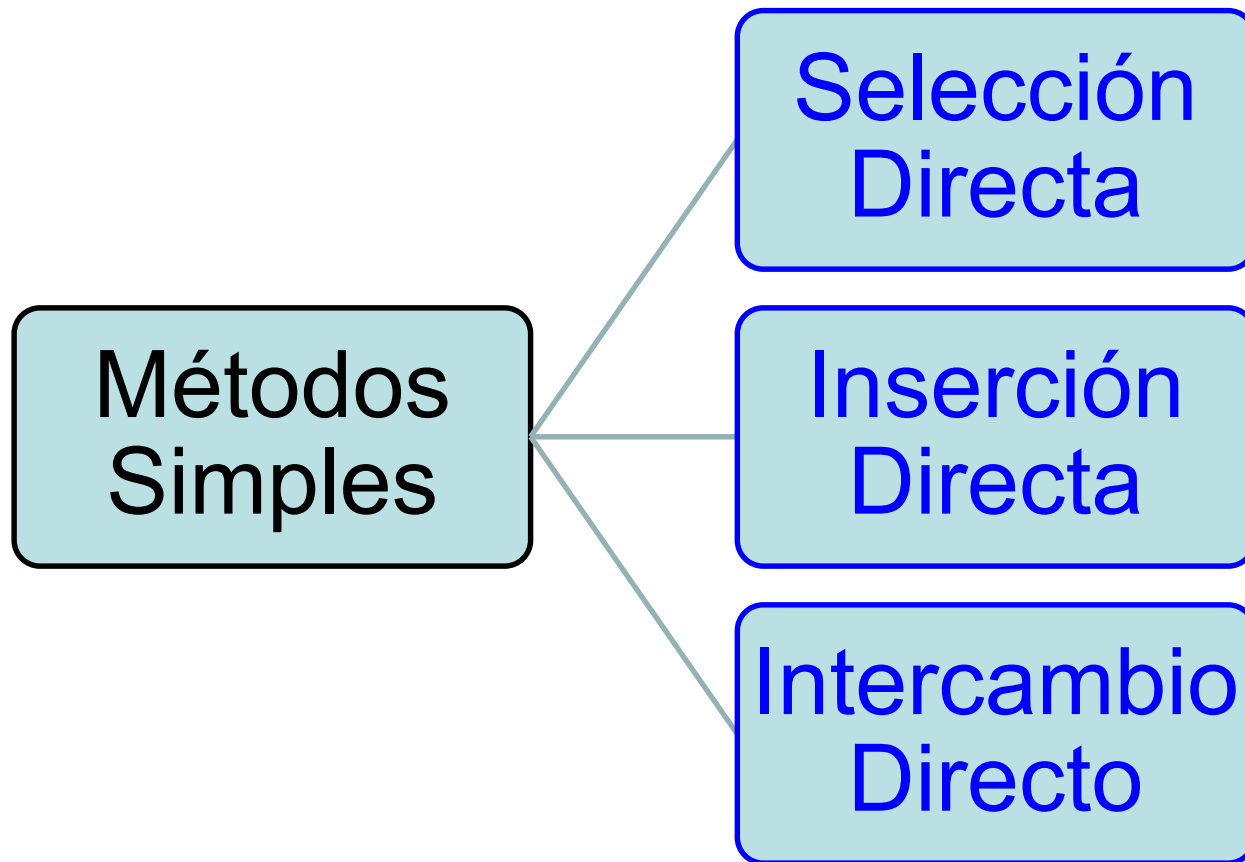 Métodos
Simples
Selección
Directa
Inserción
Directa
Intercambio
Directo